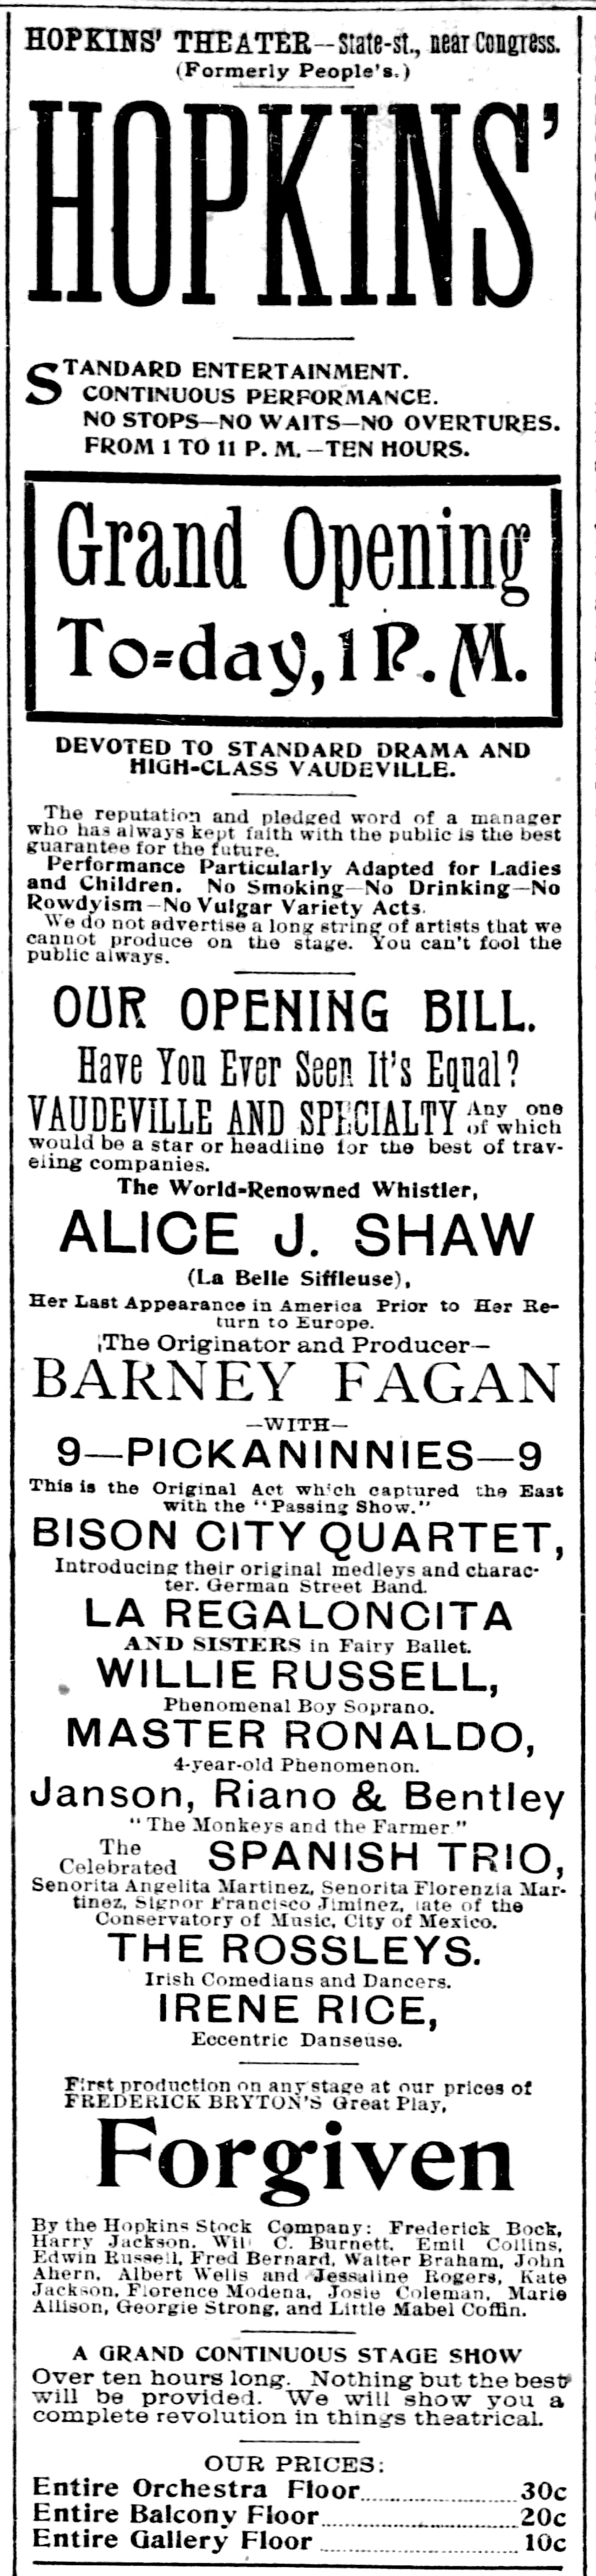 HOPKINS' THEATER—State-st., near Congress.
(Formerly People's.)
HOPKINS'
STANDARD ENTERTAINMENT.
CONTINUOUS PERFORMANCE.
NO STOPS—NO WAITS—NO OVERTURES.
FROM 1 TO 11 P. M.—TEN HOURS.
Grand Opening
To=day, 1 P. M.
DEVOTED TO STANDARD DRAMA AND
HIGH-CLASS VAUDEVILLE.
The reputation and pledged word of a manager
who has always kept faith with the public is the best
guarantee for the future.
Performance Particularly Adapted for Ladies
and Children. No Smoking—No Drinking—No
Rowdyism—No Vulgar Variety Acts.
We do not advertise a long string of artists that we
cannot produce on the stage. You can't fool the
public always.
OUR OPENING BILL.
Have You Ever Seen It's Equal?
VAUDEVILLE AND SPECIALTY Any one
of which
would be a star or headline for the best of trav-
eling companies.
The World-Renowned Whistler,
ALICE J. SHAW
(La Belle Siffleuse),
Her Last Appearance in America Prior to Her Re-
turn to Europe.
The Originator and Producer—
BARNEY FAGAN
—WITH—
9—PICKANINNIES—9
This is the Original Act which captured the East
with the "Passing Show."
BISON CITY QUARTET,
Introducing their original medleys and charac-
ter. German Street Band.
LA REGALONCITA
AND SISTERS in Fairy Ballet.
WILLIE RUSSELL,
Phenomenal Boy Soprano.
MASTER RONALDO,
4-year-old Phenomenon.
Janson, Riano & Bentley
"The Monkeys and the Farmer."
The
Celebrated SPANISH TRIO,
Senorita Angelita Martinez, Senorita Florenzia Mar-
tinez, Signor Francisco Jiminez, late of the
Conservatory of Music, City of Mexico.
THE ROSSLEYS.
Irish Comedians and Dancers.
IRENE RICE,
Eccentric Danseuse.
First production on any stage at our prices of
FREDERICK BRYTON'S Great Play,
Forgiven
By the Hopkins Stock Company: Frederick Bock,
Harry Jackson, Wil C. Burnett, Emil Collins,
Edwin Russell, Fred Bernard, Walter Braham, John
Ahern, Albert Wells and Jessaline Rogers, Kate
Jackson, Florence Modena, Josie Coleman, Marie
Allison, Georgie Strong, and Little Mabel Coffin.
A GRAND CONTINUOUS STAGE SHOW
Over ten hours long. Nothing but the best
will be provided. We will show you a
complete revolution in things theatrical.
OUR PRICES:
Entire Orchestra Floor 30c
Entire Balcony Floor 20c
Entire Gallery Floor 10c